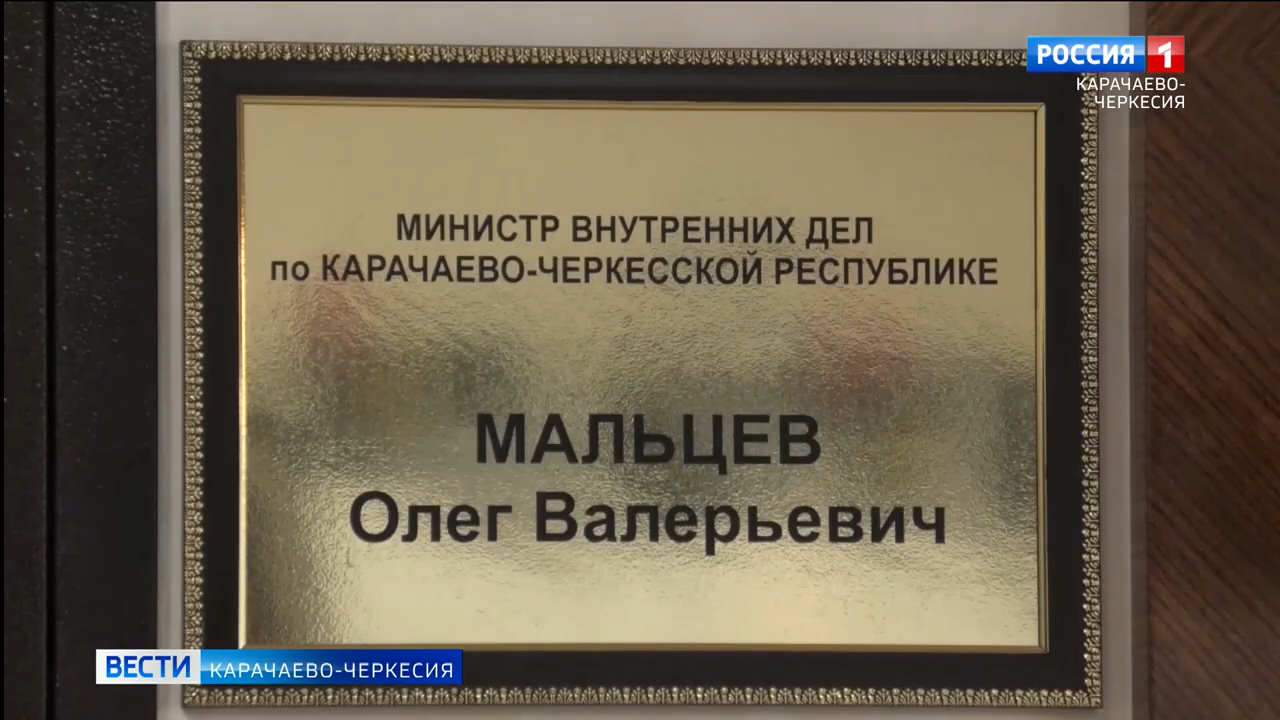 РОССИЯ 1
КАРАЧАЕВО-
ЧЕРКЕСИЯ
МИНИСТР ВНУТРЕННИХ ДЕЛ
по КАРАЧАЕВО-ЧЕРКЕССКОЙ РЕСПУБЛИКЕ
МАЛЬЦЕВ
Олег Валерьевич
ВЕСТИ КАРАЧАЕВО-ЧЕРКЕСИЯ